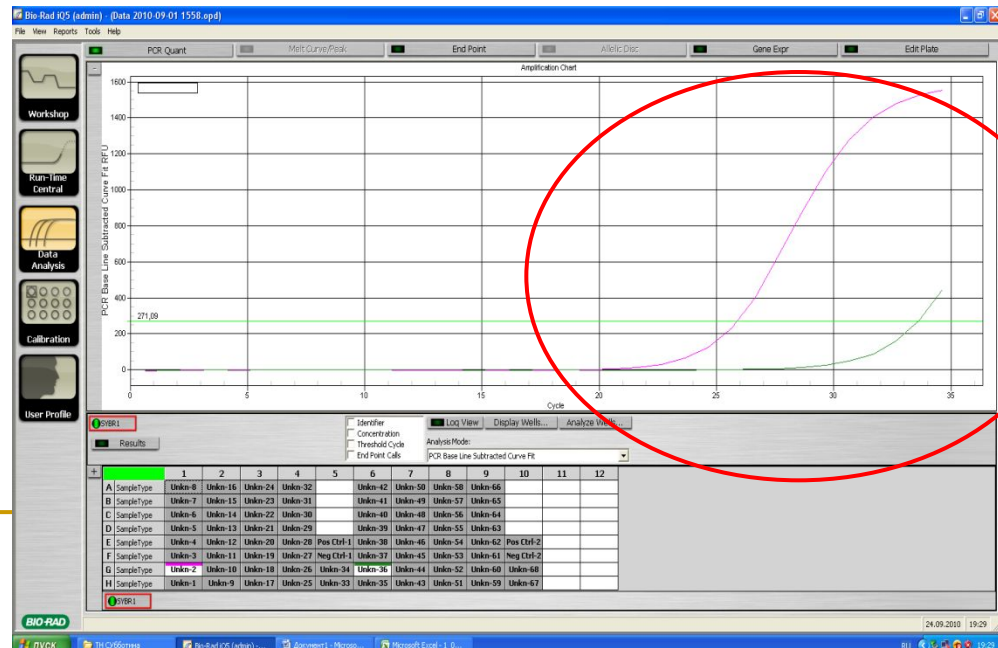 Bio-Rad iQ5 (admin) - (Data 2010-09-01 1558.opd)
File View Reports Tools Help
PCR Quant Melt Curve/Peak End Point Allelic Disc Gene Expr Edit Plate
Amplification Chart
Workshop
Run-Time Central
Data Analysis
Calibration
User Profile
PCR Base Line Subtracted Curve Fit RFU
1600
1400
1200
1000
800
600
400
271,09
200
0
0 5 10 15 20 25 30 35
Cycle
SYBR1
Results
Identifier
Concentration
Threshold Cycle
End Point Calls
Log View Display Wells... Analyze Wells...
Analysis Mode:
PCR Base Line Subtracted Curve Fit
+ 1 2 3 4 5 6 7 8 9 10 11 12
A SampleType Unkn-8 Unkn-16 Unkn-24 Unkn-32 Unkn-42 Unkn-50 Unkn-58 Unkn-66
B SampleType Unkn-7 Unkn-15 Unkn-23 Unkn-31 Unkn-41 Unkn-49 Unkn-57 Unkn-65
C SampleType Unkn-6 Unkn-14 Unkn-22 Unkn-30 Unkn-40 Unkn-48 Unkn-56 Unkn-64
D SampleType Unkn-5 Unkn-13 Unkn-21 Unkn-29 Unkn-39 Unkn-47 Unkn-55 Unkn-63
E SampleType Unkn-4 Unkn-12 Unkn-20 Unkn-28 Pos Ctrl-1 Unkn-38 Unkn-46 Unkn-54 Unkn-62 Pos Ctrl-2
F SampleType Unkn-3 Unkn-11 Unkn-19 Unkn-27 Neg Ctrl-1 Unkn-37 Unkn-45 Unkn-53 Unkn-61 Neg Ctrl-2
G SampleType Unkn-2 Unkn-10 Unkn-18 Unkn-26 Unkn-34 Unkn-36 Unkn-44 Unkn-52 Unkn-60 Unkn-68
H SampleType Unkn-1 Unkn-9 Unkn-17 Unkn-25 Unkn-33 Unkn-35 Unkn-43 Unkn-51 Unkn-59 Unkn-67
SYBR1
BIO-RAD
24.09.2010 19:29
пуск ТН Субботина Bio-Rad iQ5 (admin) -... Документ1 - Microso... Microsoft Excel - 1_D... RU 19:29